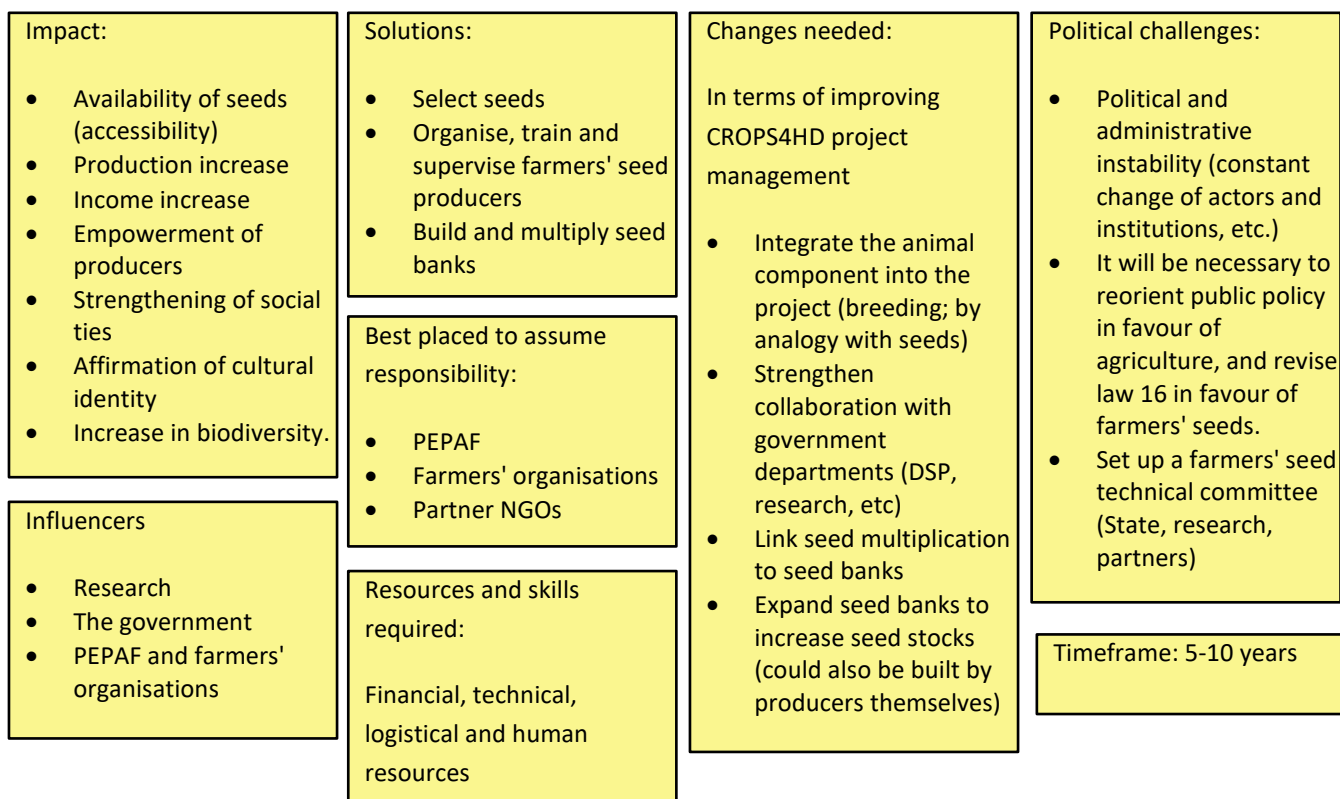 Impact:
• Availability of seeds
(accessibility)
• Production increase
• Income increase
• Empowerment of
producers
• Strengthening of social
ties
• Affirmation of cultural
identity
• Increase in biodiversity.
Influencers
• Research
• The government
• PEPAF and farmers'
organisations
Solutions:
• Select seeds
• Organise, train and
supervise farmers' seed
producers
• Build and multiply seed
banks
Best placed to assume
responsibility:
• PEPAF
• Farmers' organisations
• Partner NGOs
Resources and skills
required:
Financial, technical,
logistical and human
resources
Changes needed:
In terms of improving
CROPS4HD project
management
• Integrate the animal
component into the
project (breeding; by
analogy with seeds)
• Strengthen
collaboration with
government
departments (DSP,
research, etc)
• Link seed multiplication
to seed banks
• Expand seed banks to
increase seed stocks
(could also be built by
producers themselves)
Political challenges:
• Political and
administrative
instability (constant
change of actors and
institutions, etc.)
• It will be necessary to
reorient public policy
in favour of
agriculture, and revise
law 16 in favour of
farmers' seeds.
• Set up a farmers' seed
technical committee
(State, research,
partners)
Timeframe: 5-10 years